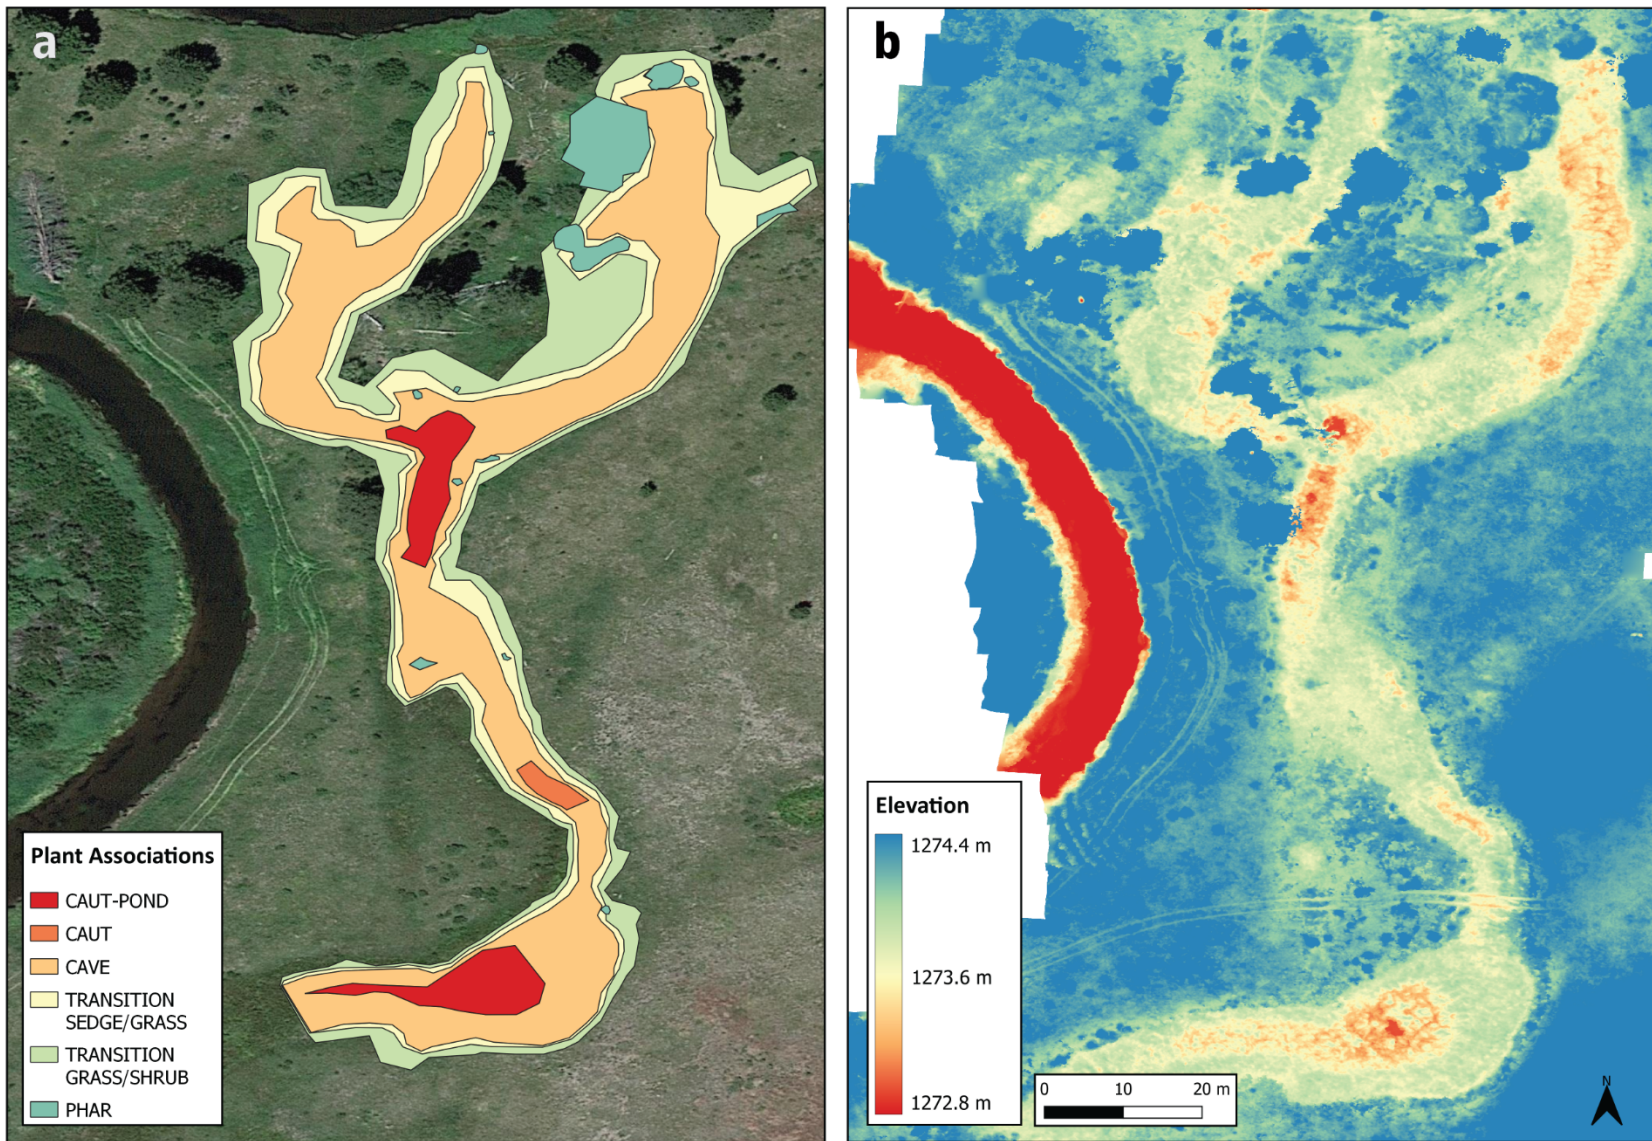 a
Plant Associations
CAUT-POND
CAUT
CAVE
TRANSITION
SEDGE/GRASS
TRANSITION
GRASS/SHRUB
PHAR
b
Elevation
1274.4 m
1273.6 m
1272.8 m
0 10 20 m
N